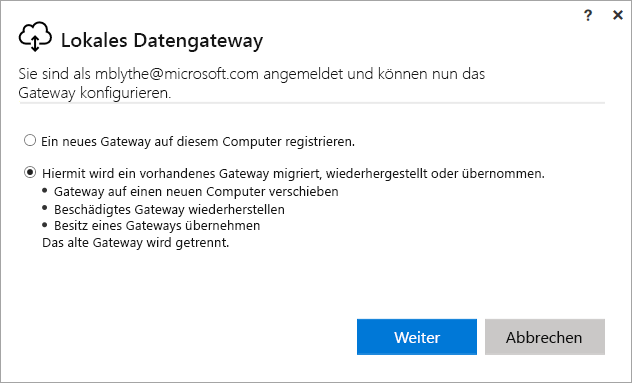 ? ×
Lokales Datengateway
Sie sind als mblythe@microsoft.com angemeldet und können nun das
Gateway konfigurieren.
Ein neues Gateway auf diesem Computer registrieren.
Hiermit wird ein vorhandenes Gateway migriert, wiederhergestellt oder übernommen.
• Gateway auf einen neuen Computer verschieben
• Beschädigtes Gateway wiederherstellen
• Besitz eines Gateways übernehmen
Das alte Gateway wird getrennt.
Weiter Abbrechen